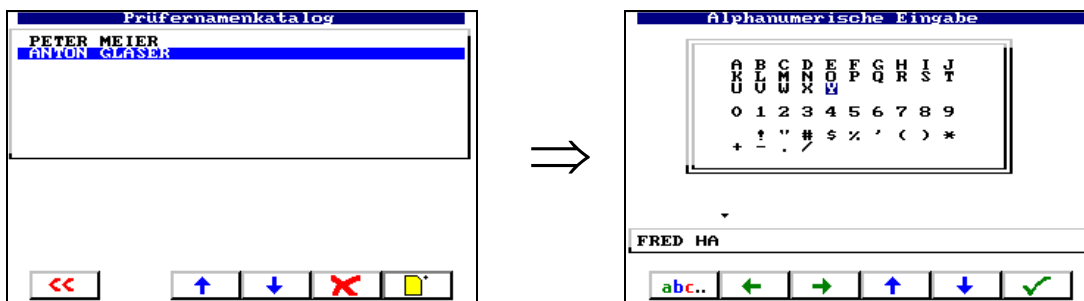 Prüfernamenkatalog
PETER MEIER
ANTON GLASER
<<
Alphanumerische Eingabe
A B C D E F G H I J
K L M N O P Q R S T
U V W X Y
0 1 2 3 4 5 6 7 8 9
! " # $ % ' ( ) *
+ - . /
FRED HA
abc..